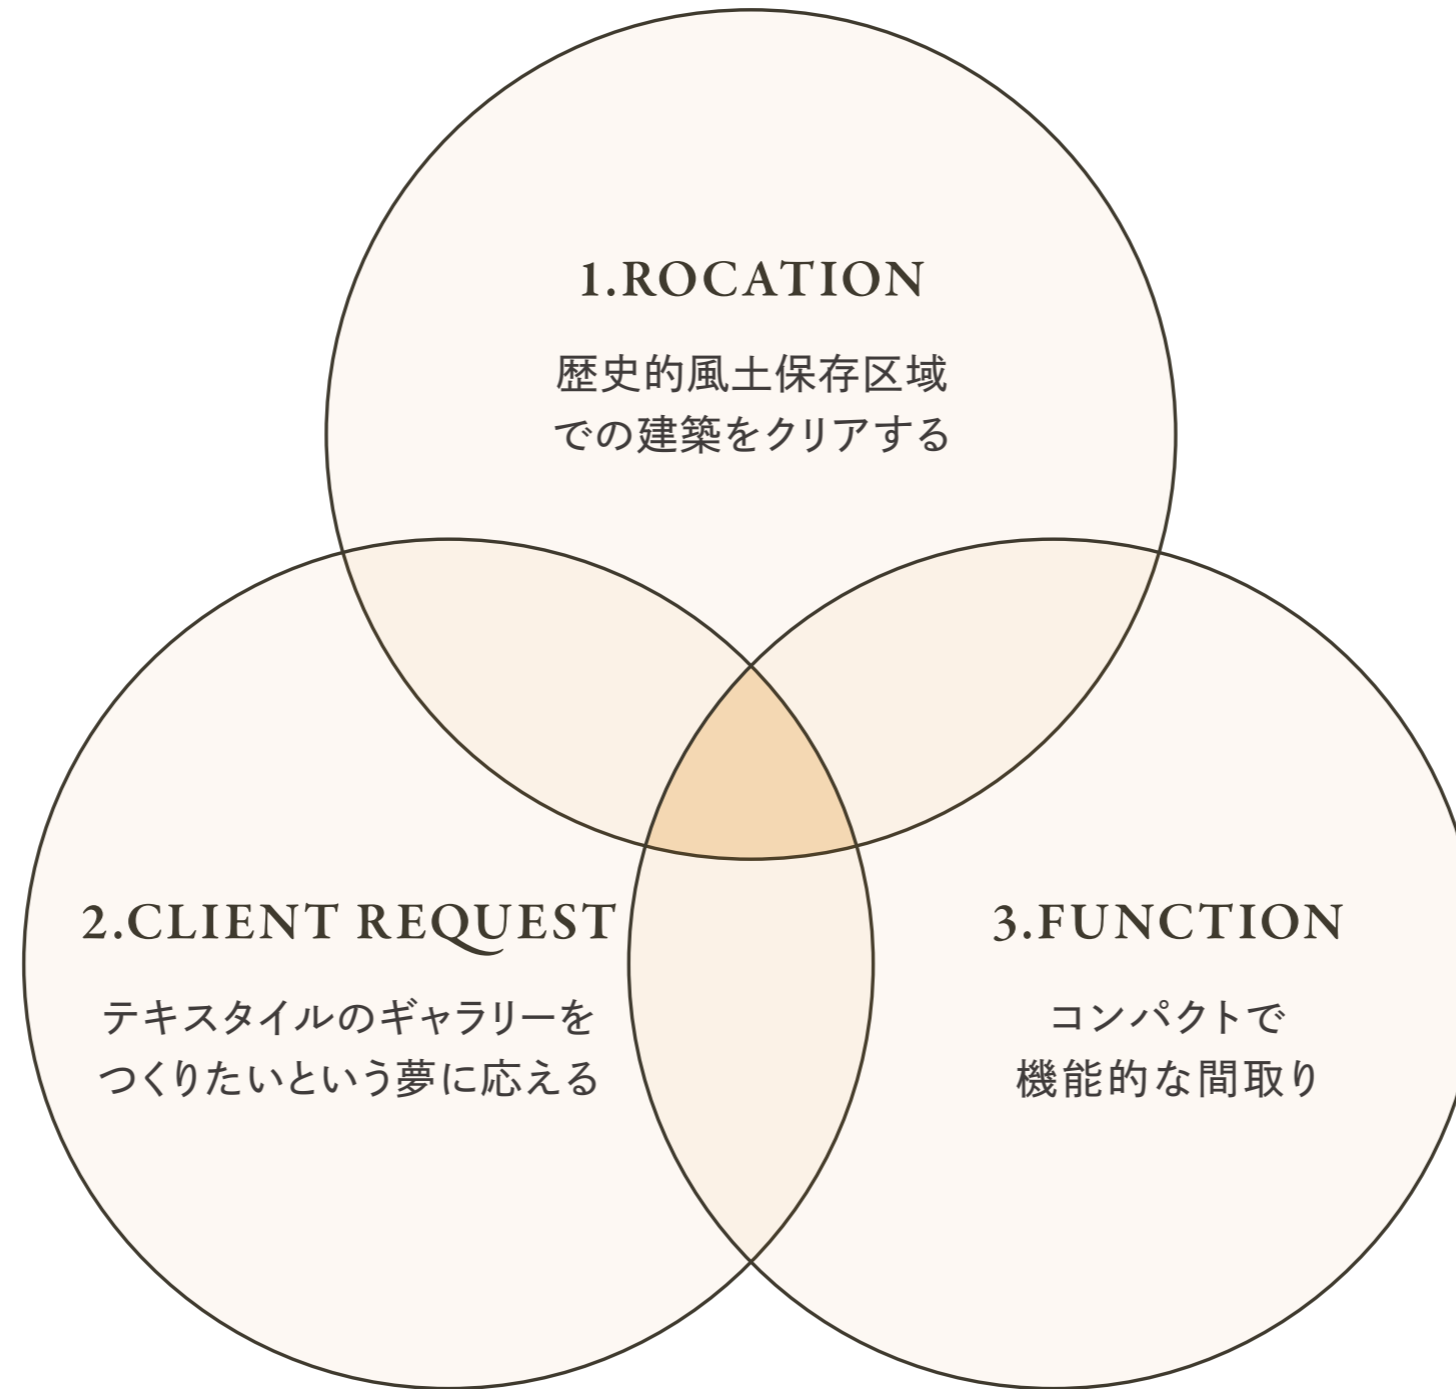 1.ROCATION
歴史的風土保存区域
での建築をクリアする
2.CLIENT REQUEST
テキスタイルのギャラリーを
つくりたいという夢に応える
3.FUNCTION
コンパクトで
機能的な間取り